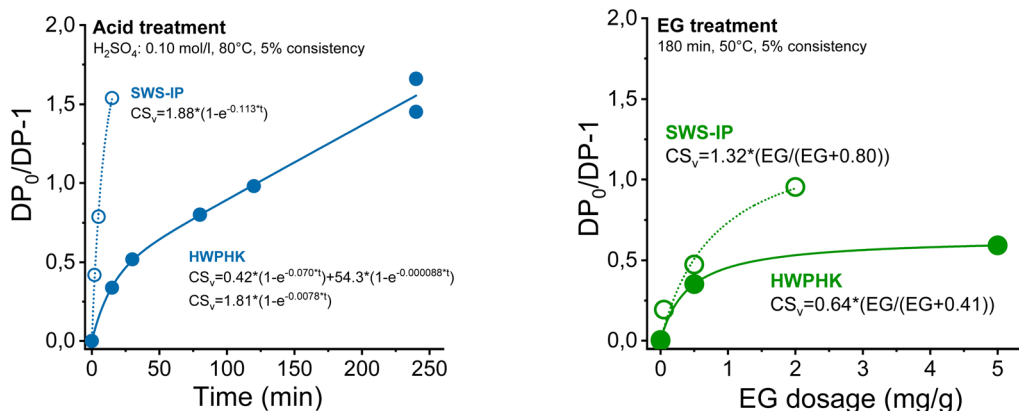 Acid treatment
H₂SO₄: 0.10 mol/l, 80°C, 5% consistency
2,0
1,5
1,0
0,5
0,0
DP₀/DP-1
SWS-IP
CSᵥ=1.88*(1-e^-0.113*t)
HWPHK
CSᵥ=0.42*(1-e^-0.070*t)+54.3*(1-e^-0.000088*t)
CSᵥ=1.81*(1-e^-0.0078*t)
0 50 100 150 200 250
Time (min)
EG treatment
180 min, 50°C, 5% consistency
2,0
1,5
1,0
0,5
0,0
DP₀/DP-1
SWS-IP
CSᵥ=1.32*(EG/(EG+0.80))
HWPHK
CSᵥ=0.64*(EG/(EG+0.41))
0 1 2 3 4 5
EG dosage (mg/g)